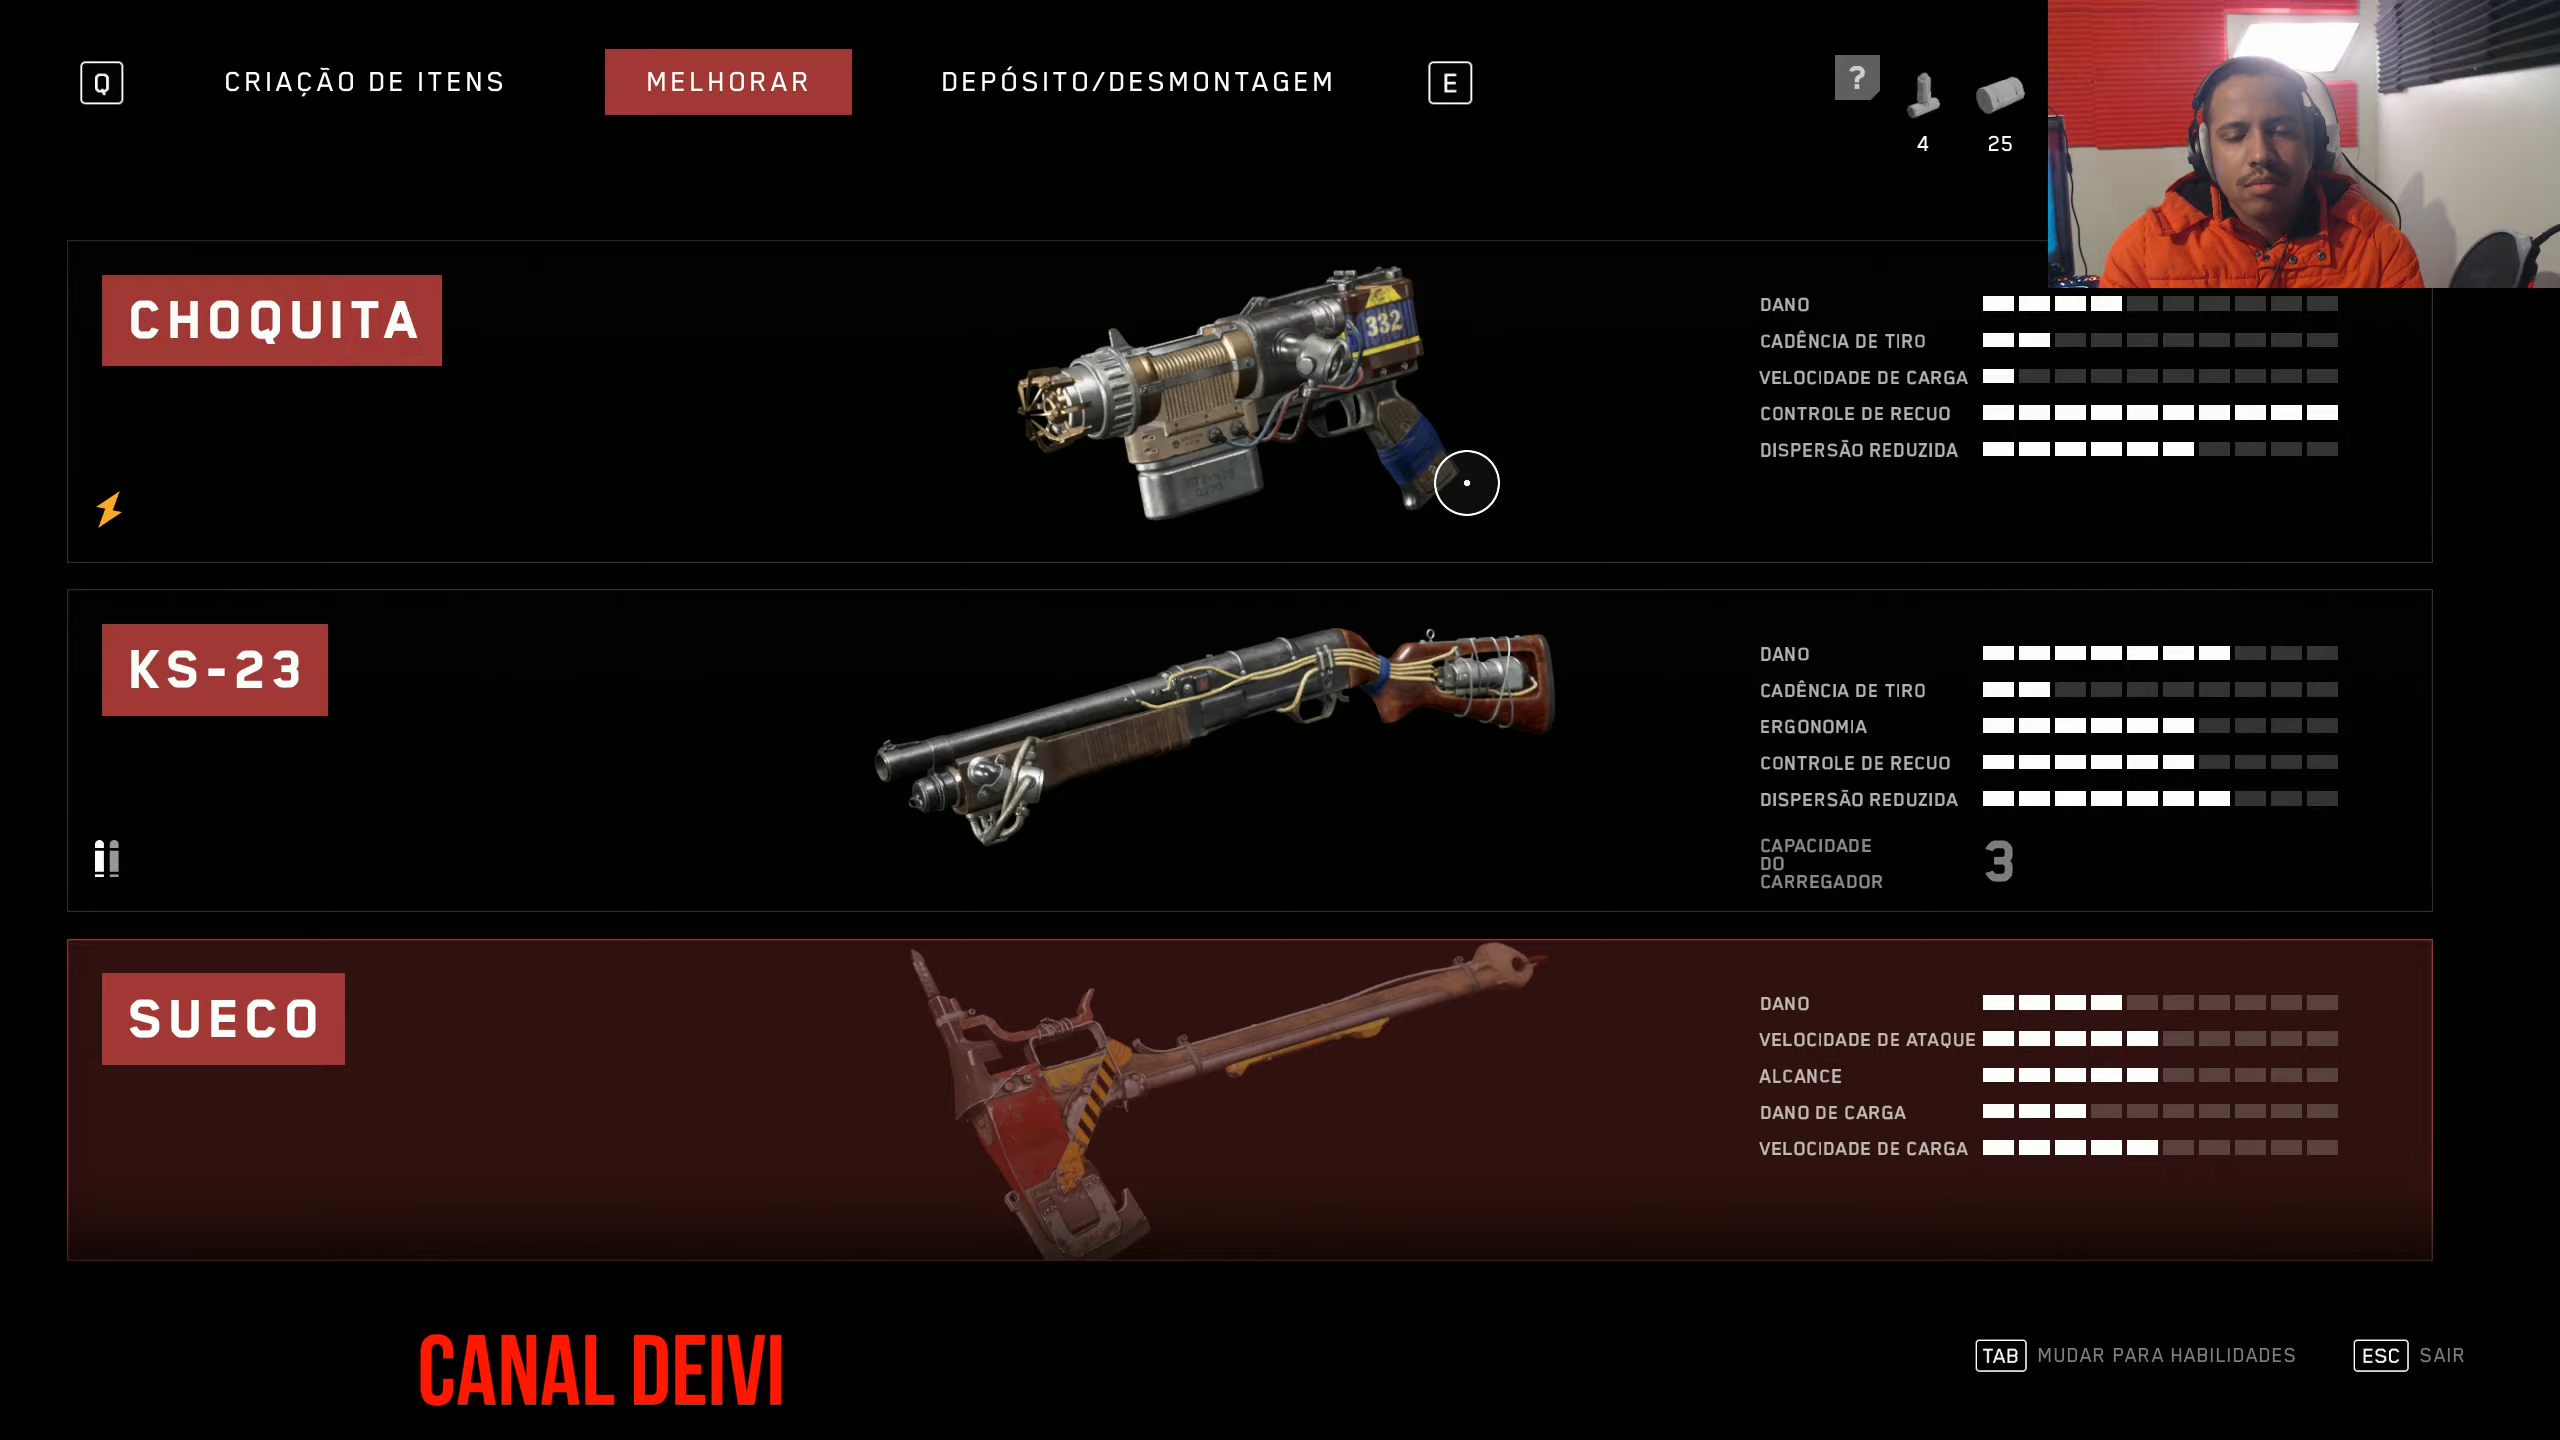 Q CRIAÇÃO DE ITENS MELHORAR DEPÓSITO/DESMONTAGEM E ?
4 25
CHOQUITA
332
DANO
CADÊNCIA DE TIRO
VELOCIDADE DE CARGA
CONTROLE DE RECUO
DISPERSÃO REDUZIDA
KS-23
DANO
CADÊNCIA DE TIRO
ERGONOMIA
CONTROLE DE RECUO
DISPERSÃO REDUZIDA
CAPACIDADE
DO
CARREGADOR
3
SUECO
DANO
VELOCIDADE DE ATAQUE
ALCANCE
DANO DE CARGA
VELOCIDADE DE CARGA
CANAL DEIVI
TAB MUDAR PARA HABILIDADES ESC SAIR